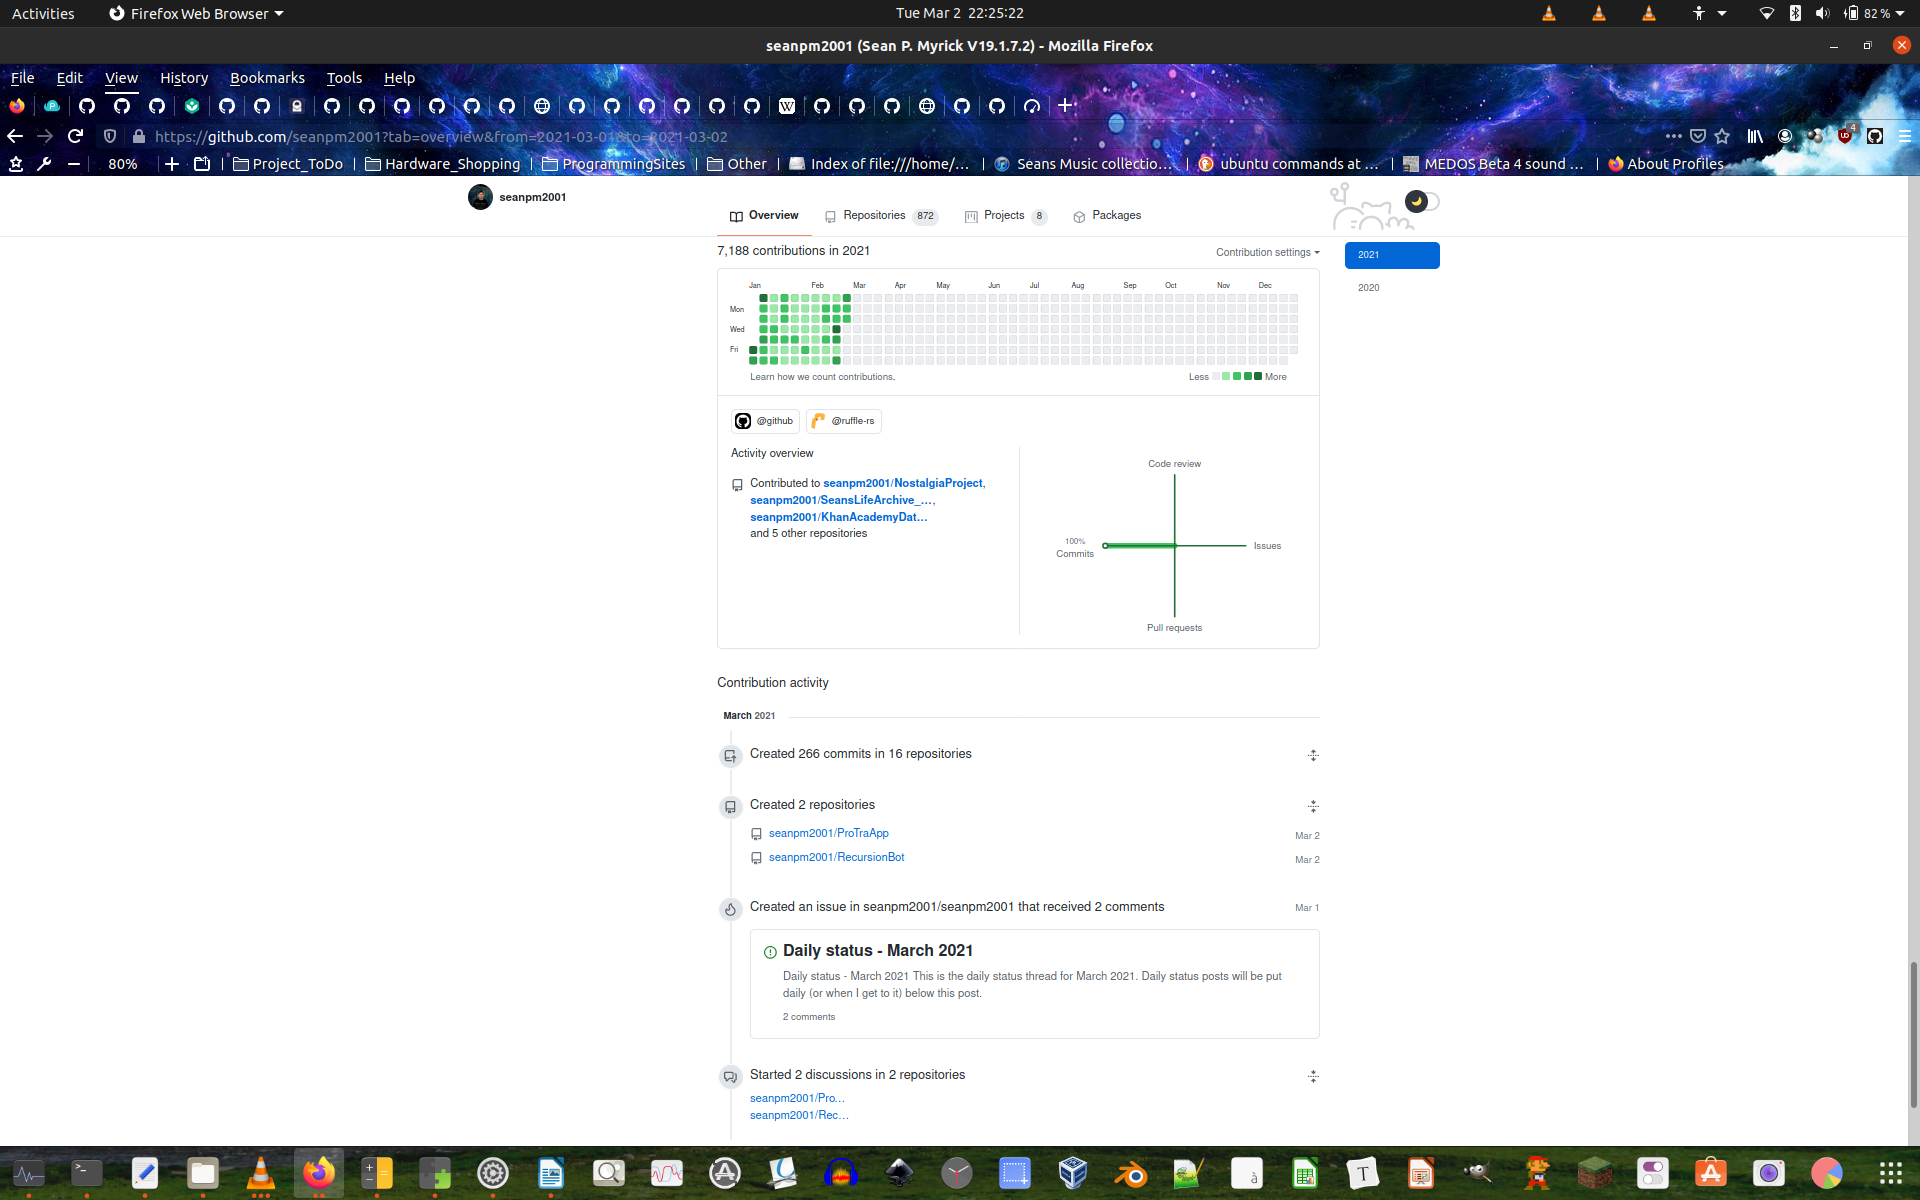 Activities
Firefox Web Browser
Tue Mar 2 22:25:22
82 %
seanpm2001 (Sean P. Myrick V19.1.7.2) - Mozilla Firefox
File Edit View History Bookmarks Tools Help
https://github.com/seanpm2001?tab=overview&from=2021-03-01&to=2021-03-02
4
80%
Project_ToDo
Hardware_Shopping
ProgrammingSites
Other
Index of file:///home/...
Seans Music collectio...
ubuntu commands at ...
MEDOS Beta 4 sound ...
About Profiles
seanpm2001
Overview
Repositories 872
Projects 8
Packages
7,188 contributions in 2021
Contribution settings
2021
2020
Jan Feb Mar Apr May Jun Jul Aug Sep Oct Nov Dec
Mon
Wed
Fri
Learn how we count contributions.
Less More
@github
@ruffle-rs
Activity overview
Contributed to seanpm2001/NostalgiaProject,
seanpm2001/SeansLifeArchive_...,
seanpm2001/KhanAcademyDat...
and 5 other repositories
Code review
100%
Commits
Issues
Pull requests
Contribution activity
March 2021
Created 266 commits in 16 repositories
Created 2 repositories
seanpm2001/ProTraApp
Mar 2
seanpm2001/RecursionBot
Mar 2
Created an issue in seanpm2001/seanpm2001 that received 2 comments
Mar 1
Daily status - March 2021
Daily status - March 2021 This is the daily status thread for March 2021. Daily status posts will be put
daily (or when I get to it) below this post.
2 comments
Started 2 discussions in 2 repositories
seanpm2001/Pro...
seanpm2001/Rec...